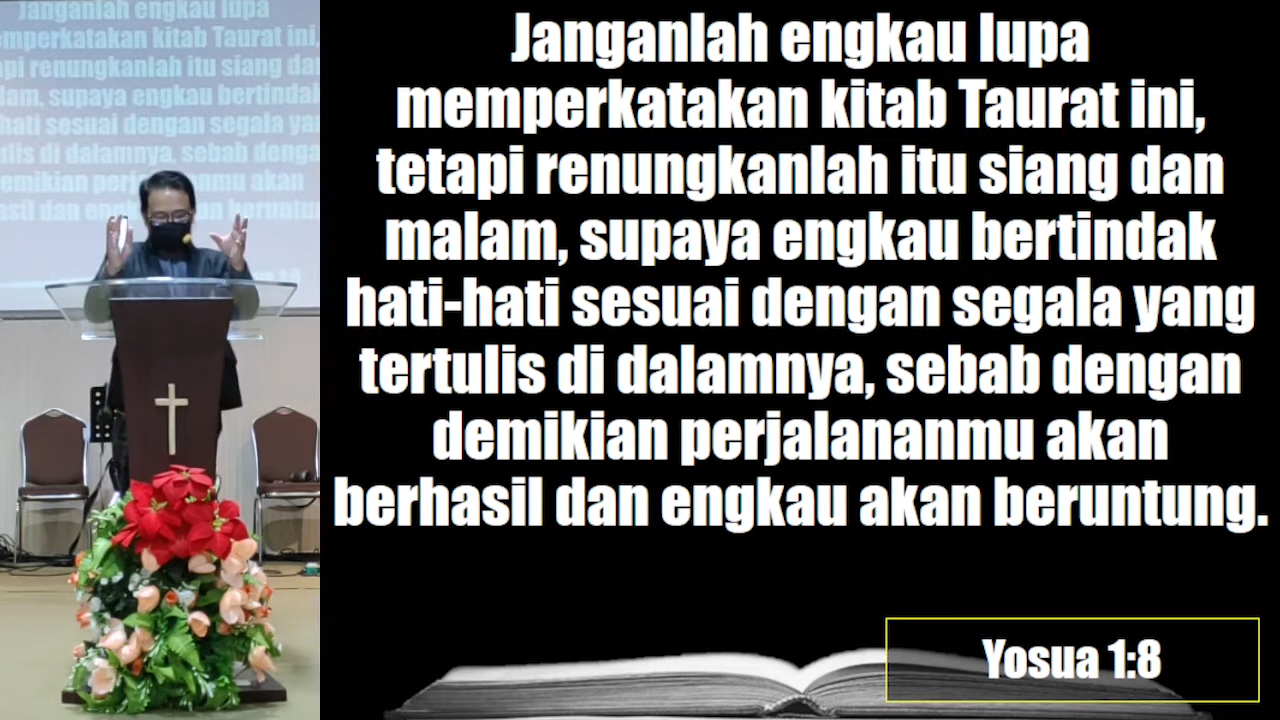 Janganlah engkau lupa
memperkatakan kitab Taurat ini,
tetapi renungkanlah itu siang dan
malam, supaya engkau bertindak
hati-hati sesuai dengan segala yang
tertulis di dalamnya, sebab dengan
demikian perjalananmu akan
berhasil dan engkau akan beruntung.
Yosua 1:8